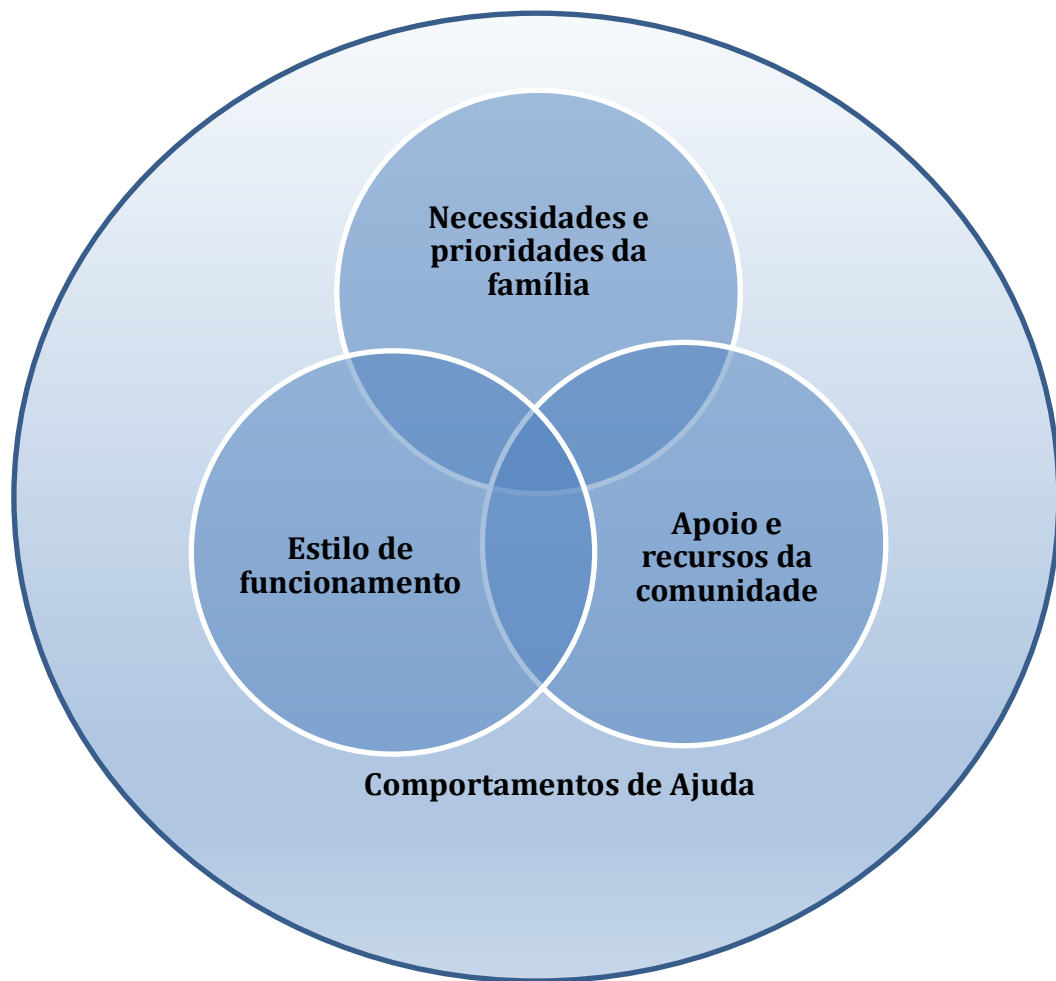 Necessidades e
prioridades da
família
Estilo de
funcionamento
Apoio e
recursos da
comunidade
Comportamentos de Ajuda